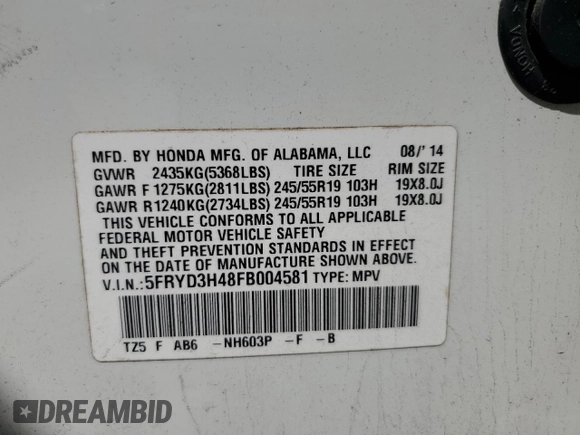 HONDA
MFD. BY HONDA MFG. OF ALABAMA, LLC 08/'14
GVWR 2435KG(5368LBS) TIRE SIZE RIM SIZE
GAWR F 1275KG(2811LBS) 245/55R19 103H 19X8.0J
GAWR R1240KG(2734LBS) 245/55R19 103H 19X8.0J
THIS VEHICLE CONFORMS TO ALL APPLICABLE
FEDERAL MOTOR VEHICLE SAFETY
AND THEFT PREVENTION STANDARDS IN EFFECT
ON THE DATE OF MANUFACTURE SHOWN ABOVE.
V.I.N.: 5FRYD3H48FB004581 TYPE: MPV
TZ5 F AB6 -NH603P -F -B
DREAMBID